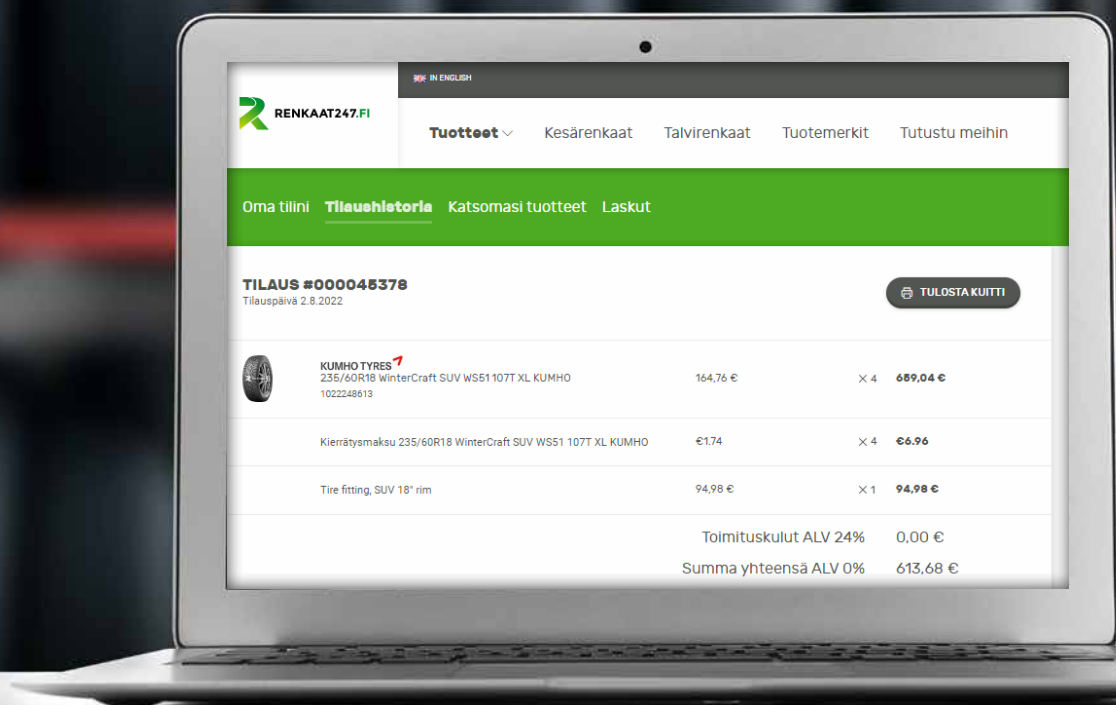 IN ENGLISH
RENKAAT247.FI
Tuotteet Kesärenkaat Talvirenkaat Tuotemerkit Tutustu meihin
Oma tilini Tilaushistoria Katsomasi tuotteet Laskut
TILAUS #000045378
Tilauspäivä 2.8.2022
TULOSTA KUITTI
KUMHO TYRES
235/60R18 WinterCraft SUV WS51 107T XL KUMHO 164,76 € × 4 659,04 €
1022248613
Kierrätysmaksu 235/60R18 WinterCraft SUV WS51 107T XL KUMHO €1.74 × 4 €6.96
Tire fitting, SUV 18" rim 94,98 € × 1 94,98 €
Toimituskulut ALV 24% 0,00 €
Summa yhteensä ALV 0% 613,68 €